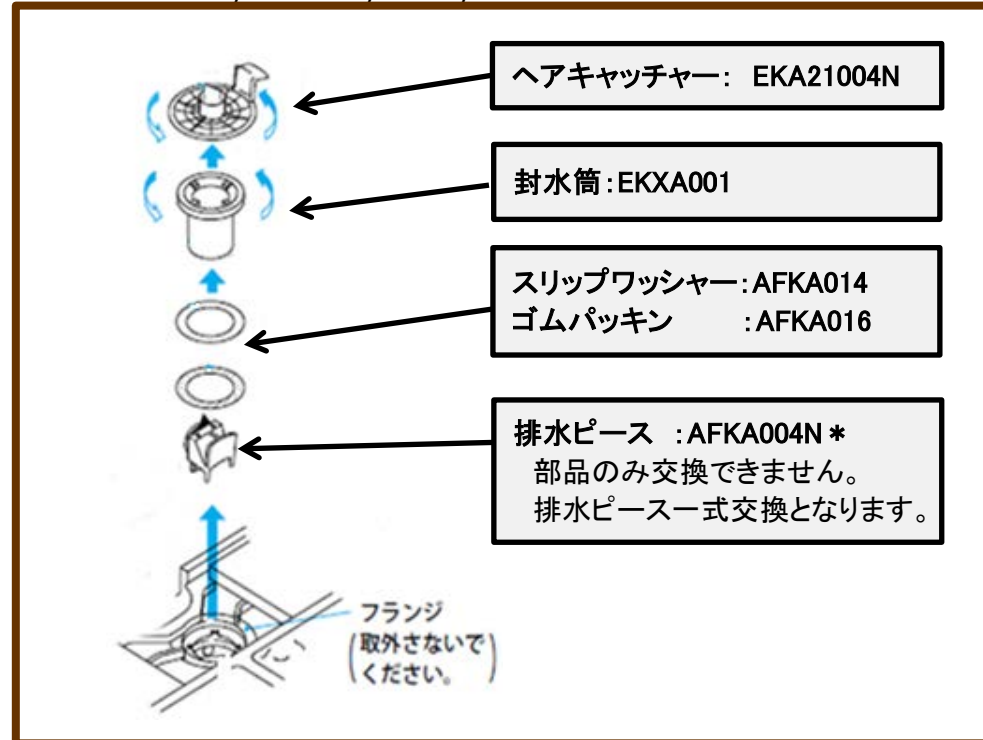 ヘアキャッチャー： EKA21004N
封水筒：EKXA001
スリップワッシャー：AFKA014
ゴムパッキン ：AFKA016
排水ピース ：AFKA004N＊
部品のみ交換できません。
排水ピース一式交換となります。
フランジ
(取外さないで
ください。)